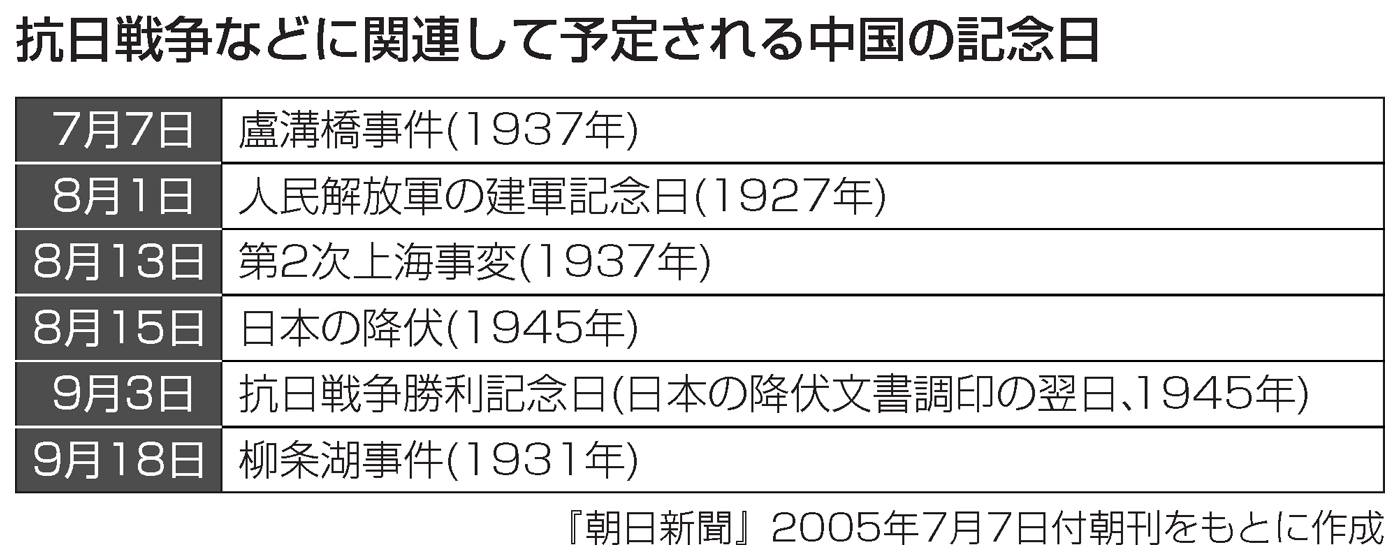 抗日戦争などに関連して予定される中国の記念日
7月7日 盧溝橋事件(1937年)
8月1日 人民解放軍の建軍記念日(1927年)
8月13日 第2次上海事変(1937年)
8月15日 日本の降伏(1945年)
9月3日 抗日戦争勝利記念日(日本の降伏文書調印の翌日、1945年)
9月18日 柳条湖事件(1931年)
『朝日新聞』2005年7月7日付朝刊をもとに作成